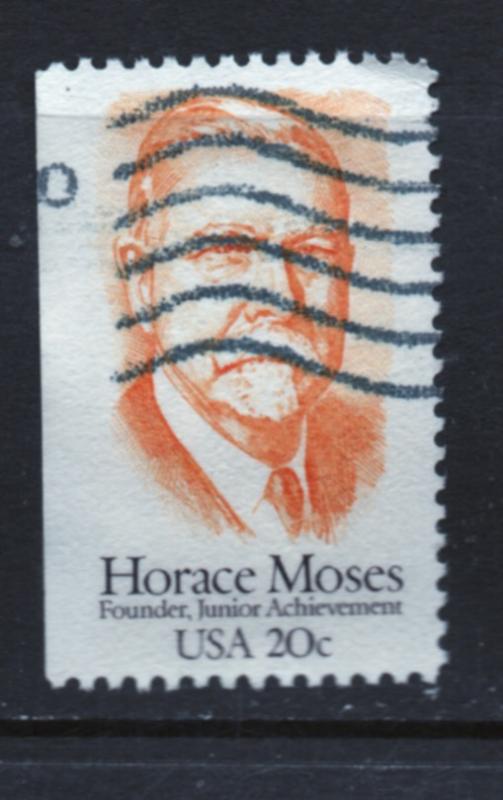 Horace Moses
Founder, Junior Achievement
USA 20c